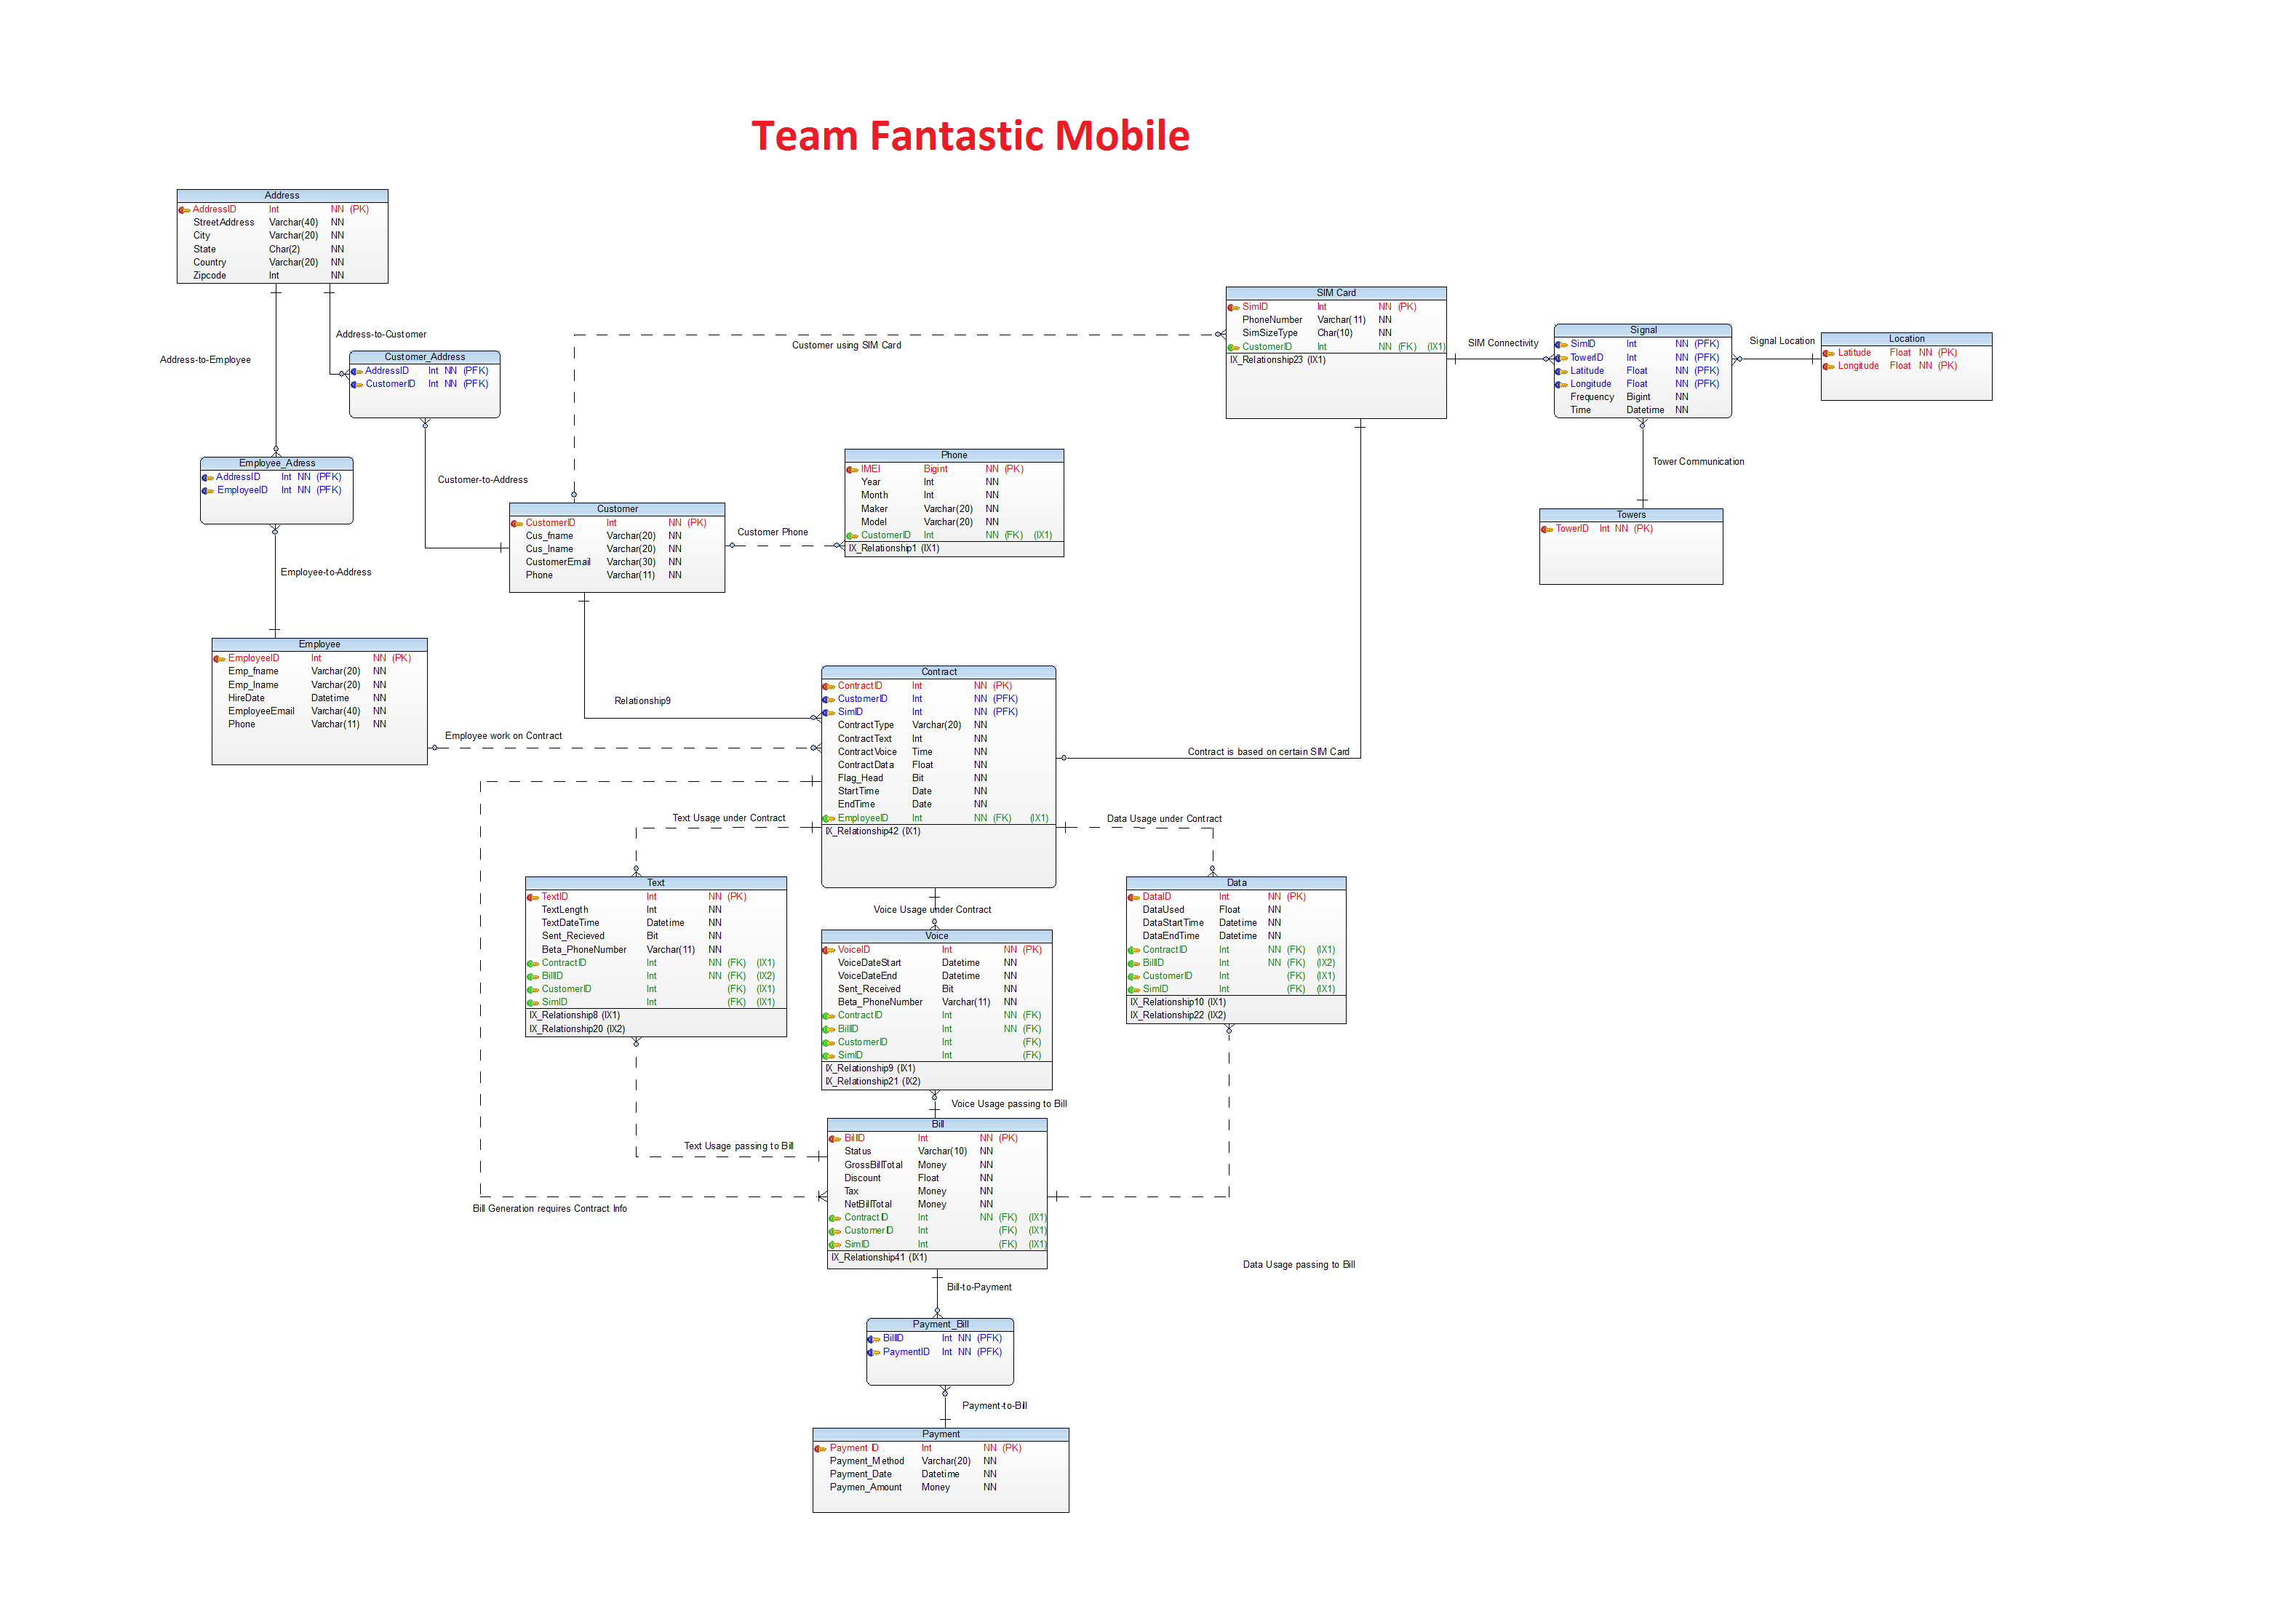 Team Fantastic Mobile
Address
AddressID Int NN (PK)
StreetAddress Varchar(40) NN
City Varchar(20) NN
State Char(2) NN
Country Varchar(20) NN
Zipcode Int NN
Address-to-Customer
Address-to-Employee
Customer_Address
AddressID Int NN (PFK)
CustomerID Int NN (PFK)
Employee_Adress
AddressID Int NN (PFK)
EmployeeID Int NN (PFK)
Customer-to-Address
Employee-to-Address
Customer using SIM Card
Customer
CustomerID Int NN (PK)
Cus_fname Varchar(20) NN
Cus_lname Varchar(20) NN
CustomerEmail Varchar(30) NN
Phone Varchar(11) NN
Customer Phone
Phone
IMEI Bigint NN (PK)
Year Int NN
Month Int NN
Maker Varchar(20) NN
Model Varchar(20) NN
CustomerID Int NN (FK) (IX1)
IX_Relationship1 (IX1)
SIM Card
SimID Int NN (PK)
PhoneNumber Varchar(11) NN
SimSizeType Char(10) NN
CustomerID Int NN (FK) (IX1)
IX_Relationship23 (IX1)
SIM Connectivity
Signal
SimID Int NN (PFK)
TowerID Int NN (PFK)
Latitude Float NN (PFK)
Longitude Float NN (PFK)
Frequency Bigint NN
Time Datetime NN
Signal Location
Location
Latitude Float NN (PK)
Longitude Float NN (PK)
Tower Communication
Towers
TowerID Int NN (PK)
Employee
EmployeeID Int NN (PK)
Emp_fname Varchar(20) NN
Emp_lname Varchar(20) NN
HireDate Datetime NN
EmployeeEmail Varchar(40) NN
Phone Varchar(11) NN
Relationship9
Employee work on Contract
Contract
ContractID Int NN (PK)
CustomerID Int NN (PFK)
SimID Int NN (PFK)
ContractType Varchar(20) NN
ContractText Int NN
ContractVoice Time NN
ContractData Float NN
Flag_Head Bit NN
StartTime Date NN
EndTime Date NN
EmployeeID Int NN (FK) (IX1)
IX_Relationship42 (IX1)
Contract is based on certain SIM Card
Text Usage under Contract
Data Usage under Contract
Voice Usage under Contract
Text
TextID Int NN (PK)
TextLength Int NN
TextDateTime Datetime NN
Sent_Recieved Bit NN
Beta_PhoneNumber Varchar(11) NN
ContractID Int NN (FK) (IX1)
BillID Int NN (FK) (IX2)
CustomerID Int (FK) (IX1)
SimID Int (FK) (IX1)
IX_Relationship8 (IX1)
IX_Relationship20 (IX2)
Voice
VoiceID Int NN (PK)
VoiceDateStart Datetime NN
VoiceDateEnd Datetime NN
Sent_Received Bit NN
Beta_PhoneNumber Varchar(11) NN
ContractID Int NN (FK)
BillID Int NN (FK)
CustomerID Int (FK)
SimID Int (FK)
IX_Relationship9 (IX1)
IX_Relationship21 (IX2)
Data
DataID Int NN (PK)
DataUsed Float NN
DataStartTime Datetime NN
DataEndTime Datetime NN
ContractID Int NN (FK) (IX1)
BillID Int NN (FK) (IX2)
CustomerID Int (FK) (IX1)
SimID Int (FK) (IX1)
IX_Relationship10 (IX1)
IX_Relationship22 (IX2)
Voice Usage passing to Bill
Text Usage passing to Bill
Bill
BillID Int NN (PK)
Status Varchar(10) NN
GrossBillTotal Money NN
Discount Float NN
Tax Money NN
NetBillTotal Money NN
ContractID Int NN (FK) (IX1)
CustomerID Int (FK) (IX1)
SimID Int (FK) (IX1)
IX_Relationship41 (IX1)
Bill Generation requires Contract Info
Data Usage passing to Bill
Bill-to-Payment
Payment_Bill
BillID Int NN (PFK)
PaymentID Int NN (PFK)
Payment-to-Bill
Payment
Payment ID Int NN (PK)
Payment_Method Varchar(20) NN
Payment_Date Datetime NN
Paymen_Amount Money NN